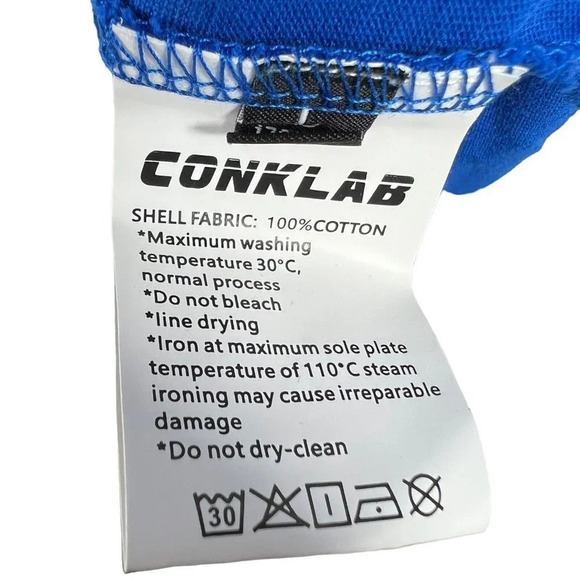 CONKLAB
SHELL FABRIC: 100%COTTON
*Maximum washing
temperature 30°C,
normal process
*Do not bleach
*line drying
*Iron at maximum sole plate
temperature of 110°C steam
ironing may cause irreparable
damage
*Do not dry-clean
30